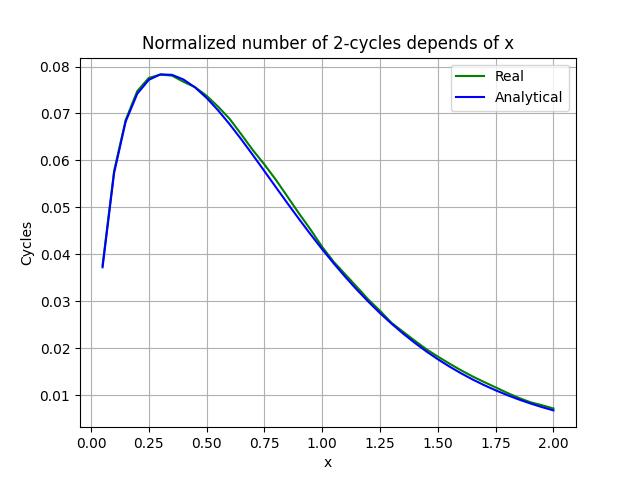 Normalized number of 2-cycles depends of x
Real
Analytical
0.08
0.07
0.06
0.05
0.04
0.03
0.02
0.01
Cycles
0.00 0.25 0.50 0.75 1.00 1.25 1.50 1.75 2.00
x